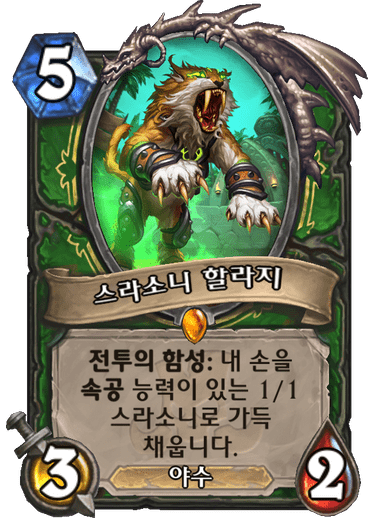 5
스라소니 할라지
전투의 함성: 내 손을
속공 능력이 있는 1/1
스라소니로 가득
채웁니다.
야수
3
2